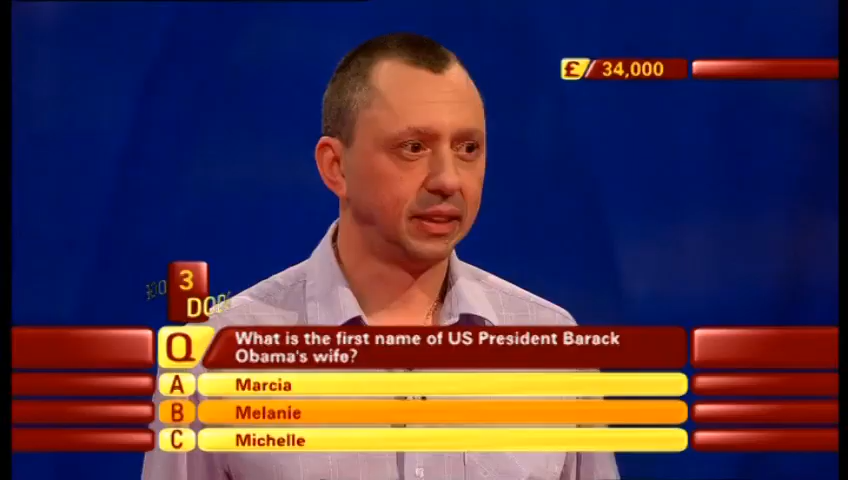 £ 34,000
3
Q What is the first name of US President Barack
Obama's wife?
A Marcia
B Melanie
C Michelle